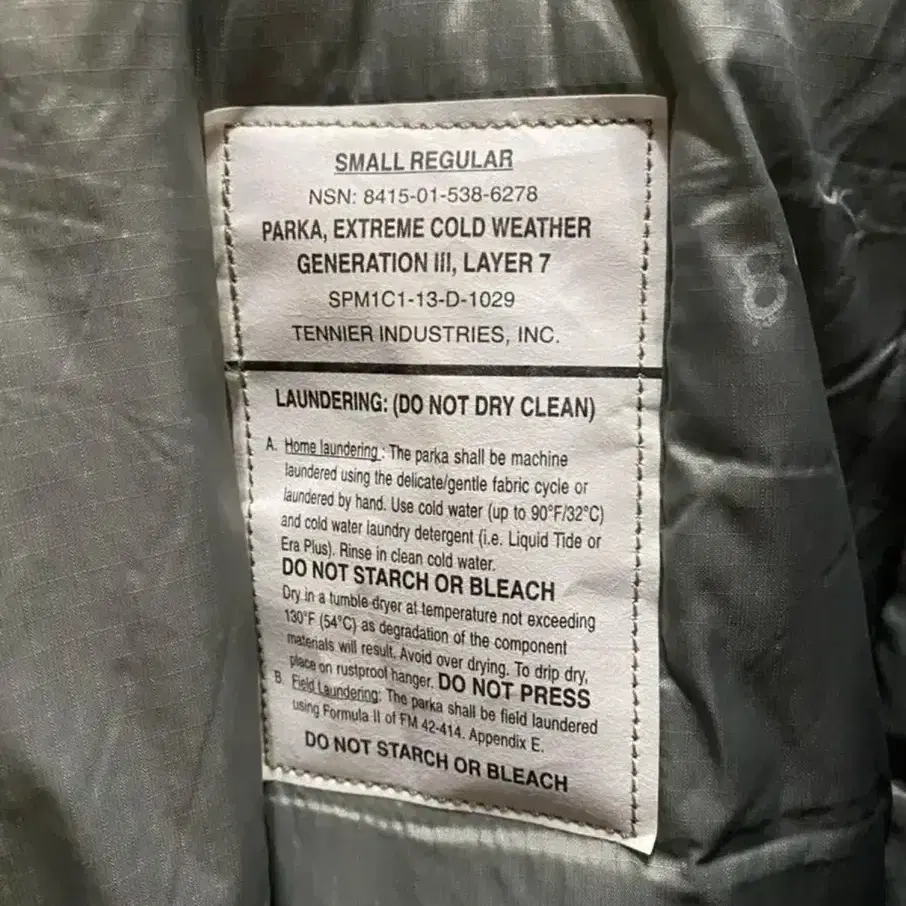 SMALL REGULAR
NSN: 8415-01-538-6278
PARKA, EXTREME COLD WEATHER
GENERATION III, LAYER 7
SPM1C1-13-D-1029
TENNIER INDUSTRIES, INC.
LAUNDERING: (DO NOT DRY CLEAN)
A. Home laundering : The parka shall be machine
laundered using the delicate/gentle fabric cycle or
laundered by hand. Use cold water (up to 90°F/32°C)
and cold water laundry detergent (i.e. Liquid Tide or
Era Plus). Rinse in clean cold water.
DO NOT STARCH OR BLEACH
Dry in a tumble dryer at temperature not exceeding
130°F (54°C) as degradation of the component
materials will result. Avoid over drying. To drip dry,
place on rustproof hanger. DO NOT PRESS
B. Field Laundering: The parka shall be field laundered
using Formula II of FM 42-414. Appendix E.
DO NOT STARCH OR BLEACH
8